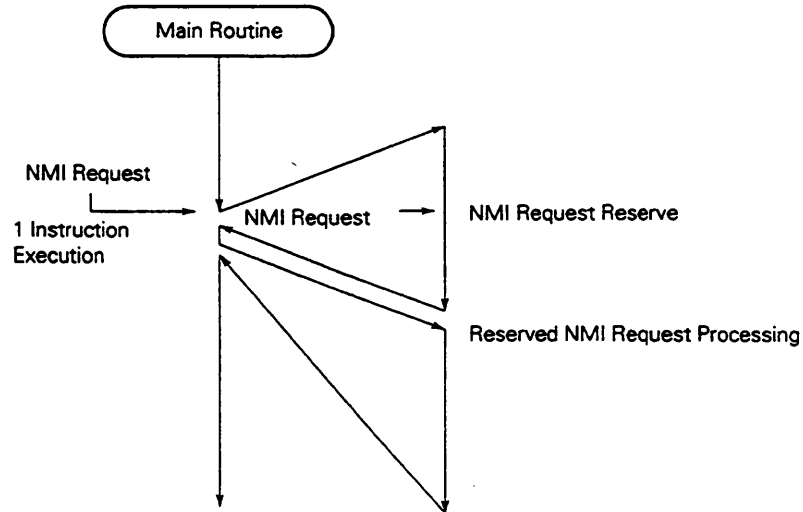 Main Routine
NMI Request
1 Instruction
Execution
NMI Request
NMI Request Reserve
Reserved NMI Request Processing